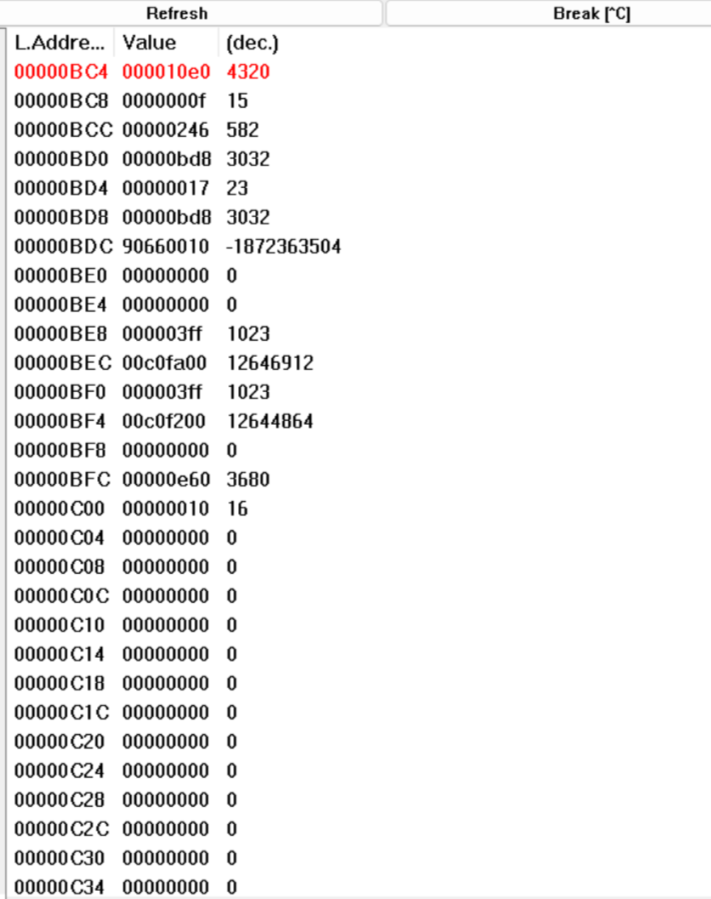 Refresh Break [^C]
L.Addre... Value (dec.)
00000BC4 000010e0 4320
00000BC8 0000000f 15
00000BCC 00000246 582
00000BD0 00000bd8 3032
00000BD4 00000017 23
00000BD8 00000bd8 3032
00000BDC 90660010 -1872363504
00000BE0 00000000 0
00000BE4 00000000 0
00000BE8 000003ff 1023
00000BEC 00c0fa00 12646912
00000BF0 000003ff 1023
00000BF4 00c0f200 12644864
00000BF8 00000000 0
00000BFC 00000e60 3680
00000C00 00000010 16
00000C04 00000000 0
00000C08 00000000 0
00000C0C 00000000 0
00000C10 00000000 0
00000C14 00000000 0
00000C18 00000000 0
00000C1C 00000000 0
00000C20 00000000 0
00000C24 00000000 0
00000C28 00000000 0
00000C2C 00000000 0
00000C30 00000000 0
00000C34 00000000 0